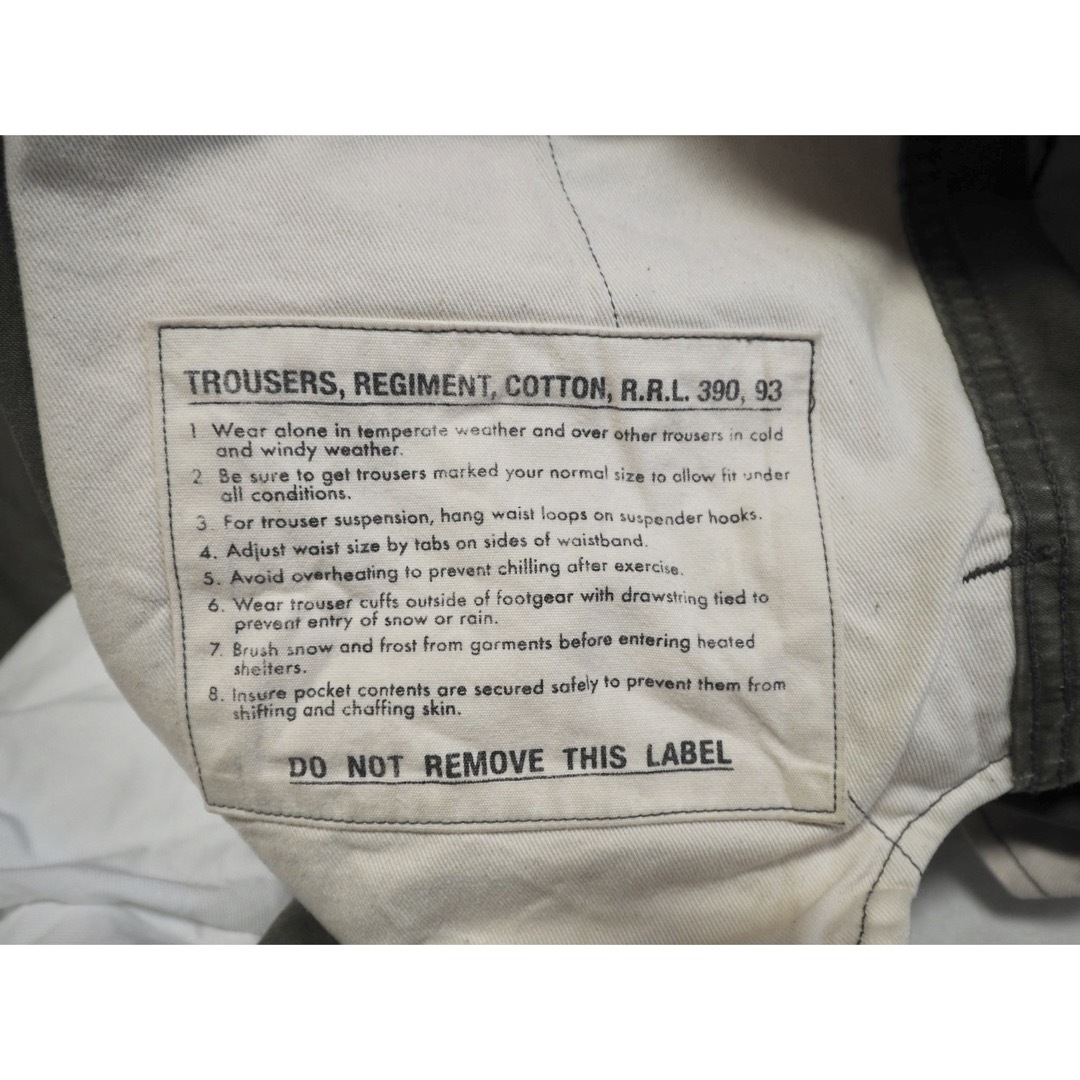 TROUSERS, REGIMENT, COTTON, R.R.L. 390, 93
1 Wear alone in temperate weather and over other trousers in cold
and windy weather.
2 Be sure to get trousers marked your normal size to allow fit under
all conditions.
3. For trouser suspension, hang waist loops on suspender hooks.
4. Adjust waist size by tabs on sides of waistband.
5. Avoid overheating to prevent chilling after exercise.
6. Wear trouser cuffs outside of footgear with drawstring tied to
prevent entry of snow or rain.
7. Brush snow and frost from garments before entering heated
shelters.
8. Insure pocket contents are secured safely to prevent them from
shifting and chaffing skin.
DO NOT REMOVE THIS LABEL